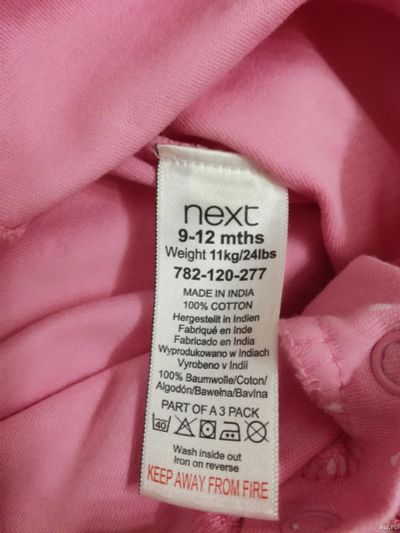 next
9-12 mths
Weight 11kg/24lbs
782-120-277
MADE IN INDIA
100% COTTON
Hergestellt in Indien
Fabriqué en Inde
Fabricado en India
Wyprodukowano w Indiach
Vyrobeno v Indii
100% Baumwolle/Coton/
Algodón/Bawełna/Bavlna
PART OF A 3 PACK
40
Wash inside out
Iron on reverse
KEEP AWAY FROM FIRE
au.ru